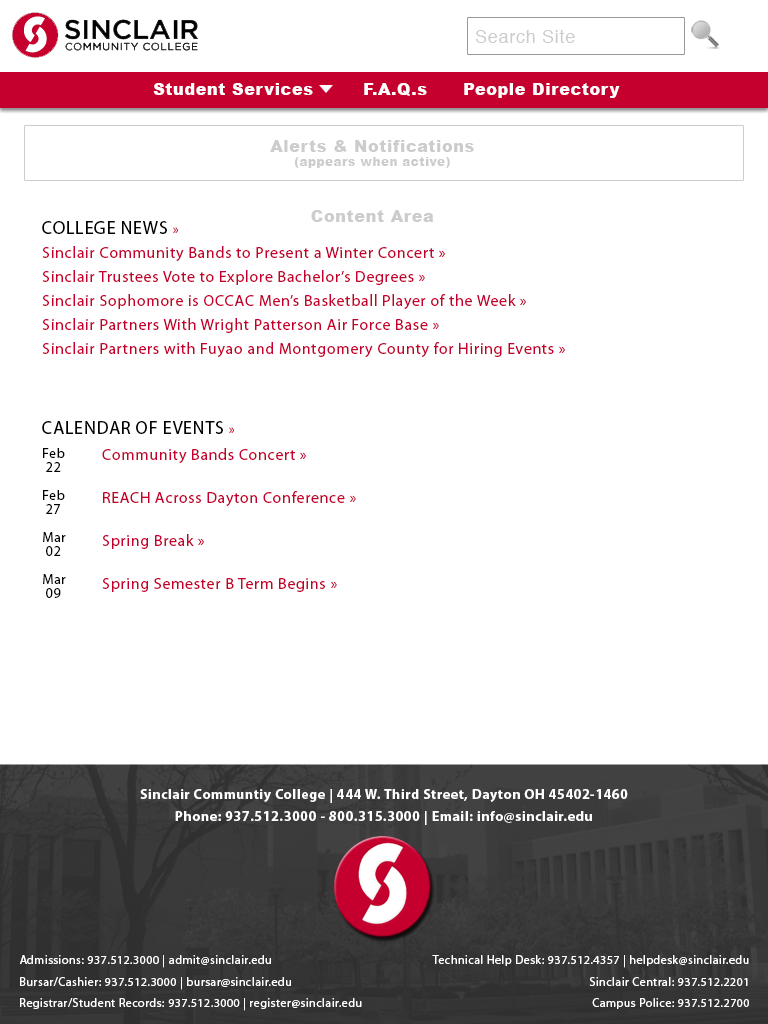 SINCLAIR
COMMUNITY COLLEGE
Search Site
Student Services F.A.Q.s People Directory
Alerts & Notifications
(appears when active)
Content Area
COLLEGE NEWS »
Sinclair Community Bands to Present a Winter Concert »
Sinclair Trustees Vote to Explore Bachelor’s Degrees »
Sinclair Sophomore is OCCAC Men’s Basketball Player of the Week »
Sinclair Partners With Wright Patterson Air Force Base »
Sinclair Partners with Fuyao and Montgomery County for Hiring Events »
CALENDAR OF EVENTS »
Feb
22
Community Bands Concert »
Feb
27
REACH Across Dayton Conference »
Mar
02
Spring Break »
Mar
09
Spring Semester B Term Begins »
Sinclair Communtiy College | 444 W. Third Street, Dayton OH 45402-1460
Phone: 937.512.3000 - 800.315.3000 | Email: info@sinclair.edu
Admissions: 937.512.3000 | admit@sinclair.edu
Bursar/Cashier: 937.512.3000 | bursar@sinclair.edu
Registrar/Student Records: 937.512.3000 | register@sinclair.edu
Technical Help Desk: 937.512.4357 | helpdesk@sinclair.edu
Sinclair Central: 937.512.2201
Campus Police: 937.512.2700